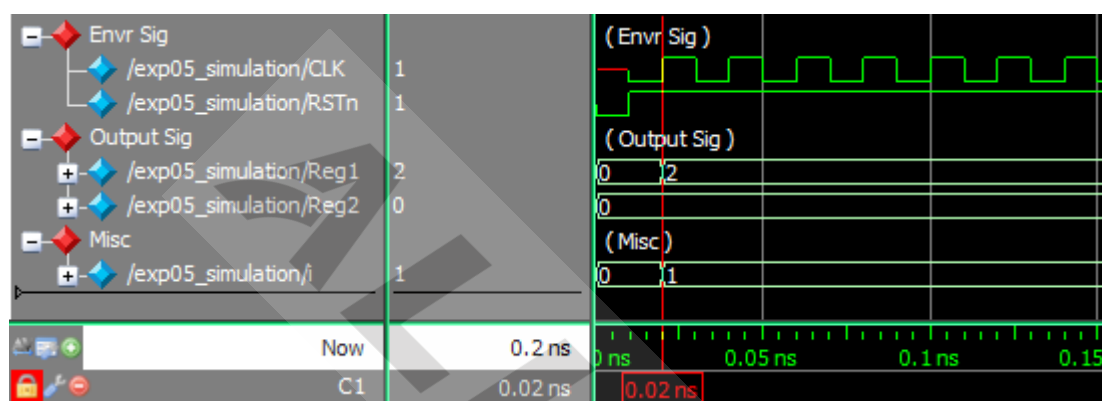 Envr Sig ( Envr Sig )
/exp05_simulation/CLK 1
/exp05_simulation/RSTn 1
Output Sig ( Output Sig )
/exp05_simulation/Reg1 2 0 2
/exp05_simulation/Reg2 0 0
Misc ( Misc )
/exp05_simulation/i 1 0 1
Now 0.2 ns 0 ns 0.05 ns 0.1 ns 0.15
C1 0.02 ns 0.02 ns